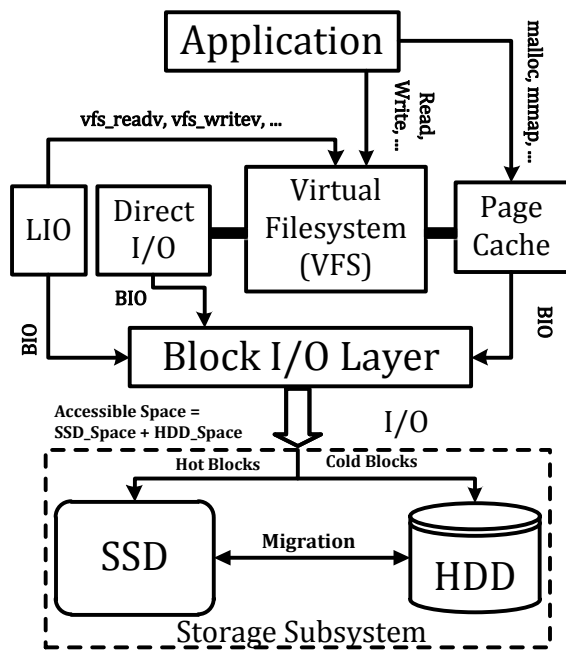 Application
vfs_readv, vfs_writev, ...
Read,
Write, ...
malloc, mmap, ...
LIO
Direct
I/O
Virtual
Filesystem
(VFS)
Page
Cache
BIO
BIO
BIO
Block I/O Layer
Accessible Space =
SSD_Space + HDD_Space
I/O
Hot Blocks
Cold Blocks
SSD
Migration
HDD
Storage Subsystem